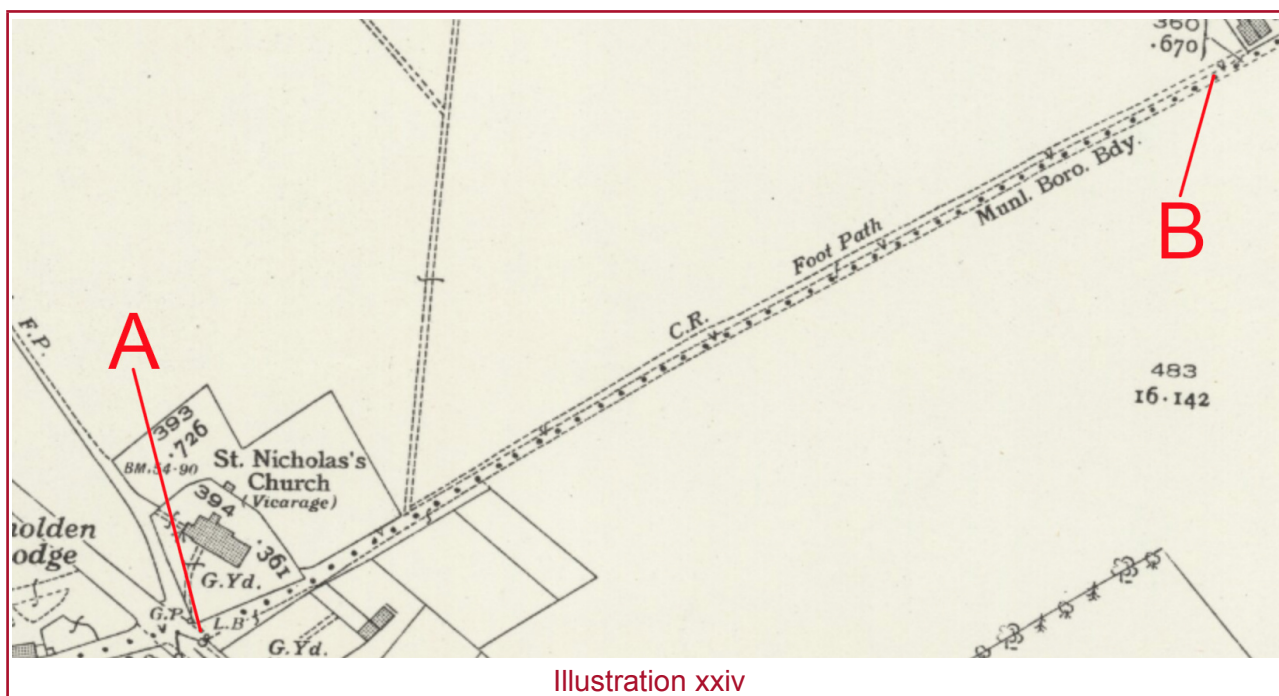 360
.670
B
Munl. Boro. Bdy.
Foot Path
C.R.
F.P.
A
483
16.142
393
.726
BM.54.90
St. Nicholas's
Church
(Vicarage)
394
.361
holden
odge
G.Yd.
G.P.
L.B
G.Yd.
Illustration xxiv